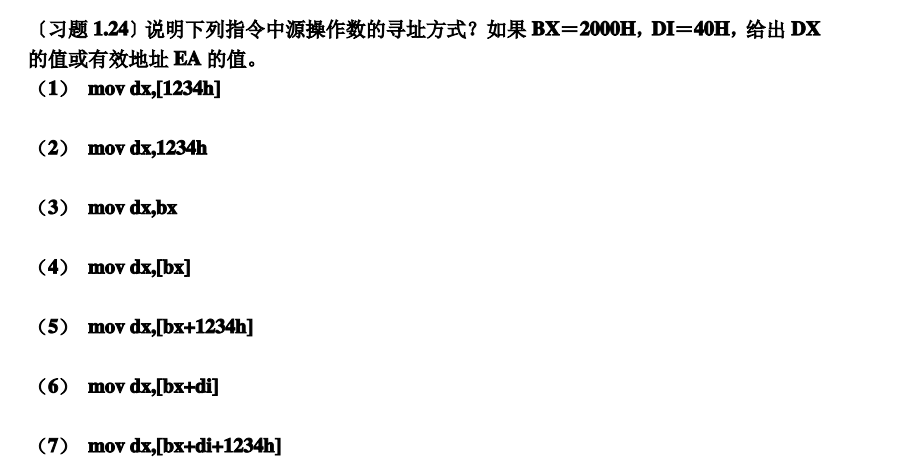 〔习题 1.24〕说明下列指令中源操作数的寻址方式？如果 BX＝2000H，DI＝40H，给出 DX
的值或有效地址 EA 的值。
（1） mov dx,[1234h]
（2） mov dx,1234h
（3） mov dx,bx
（4） mov dx,[bx]
（5） mov dx,[bx+1234h]
（6） mov dx,[bx+di]
（7） mov dx,[bx+di+1234h]